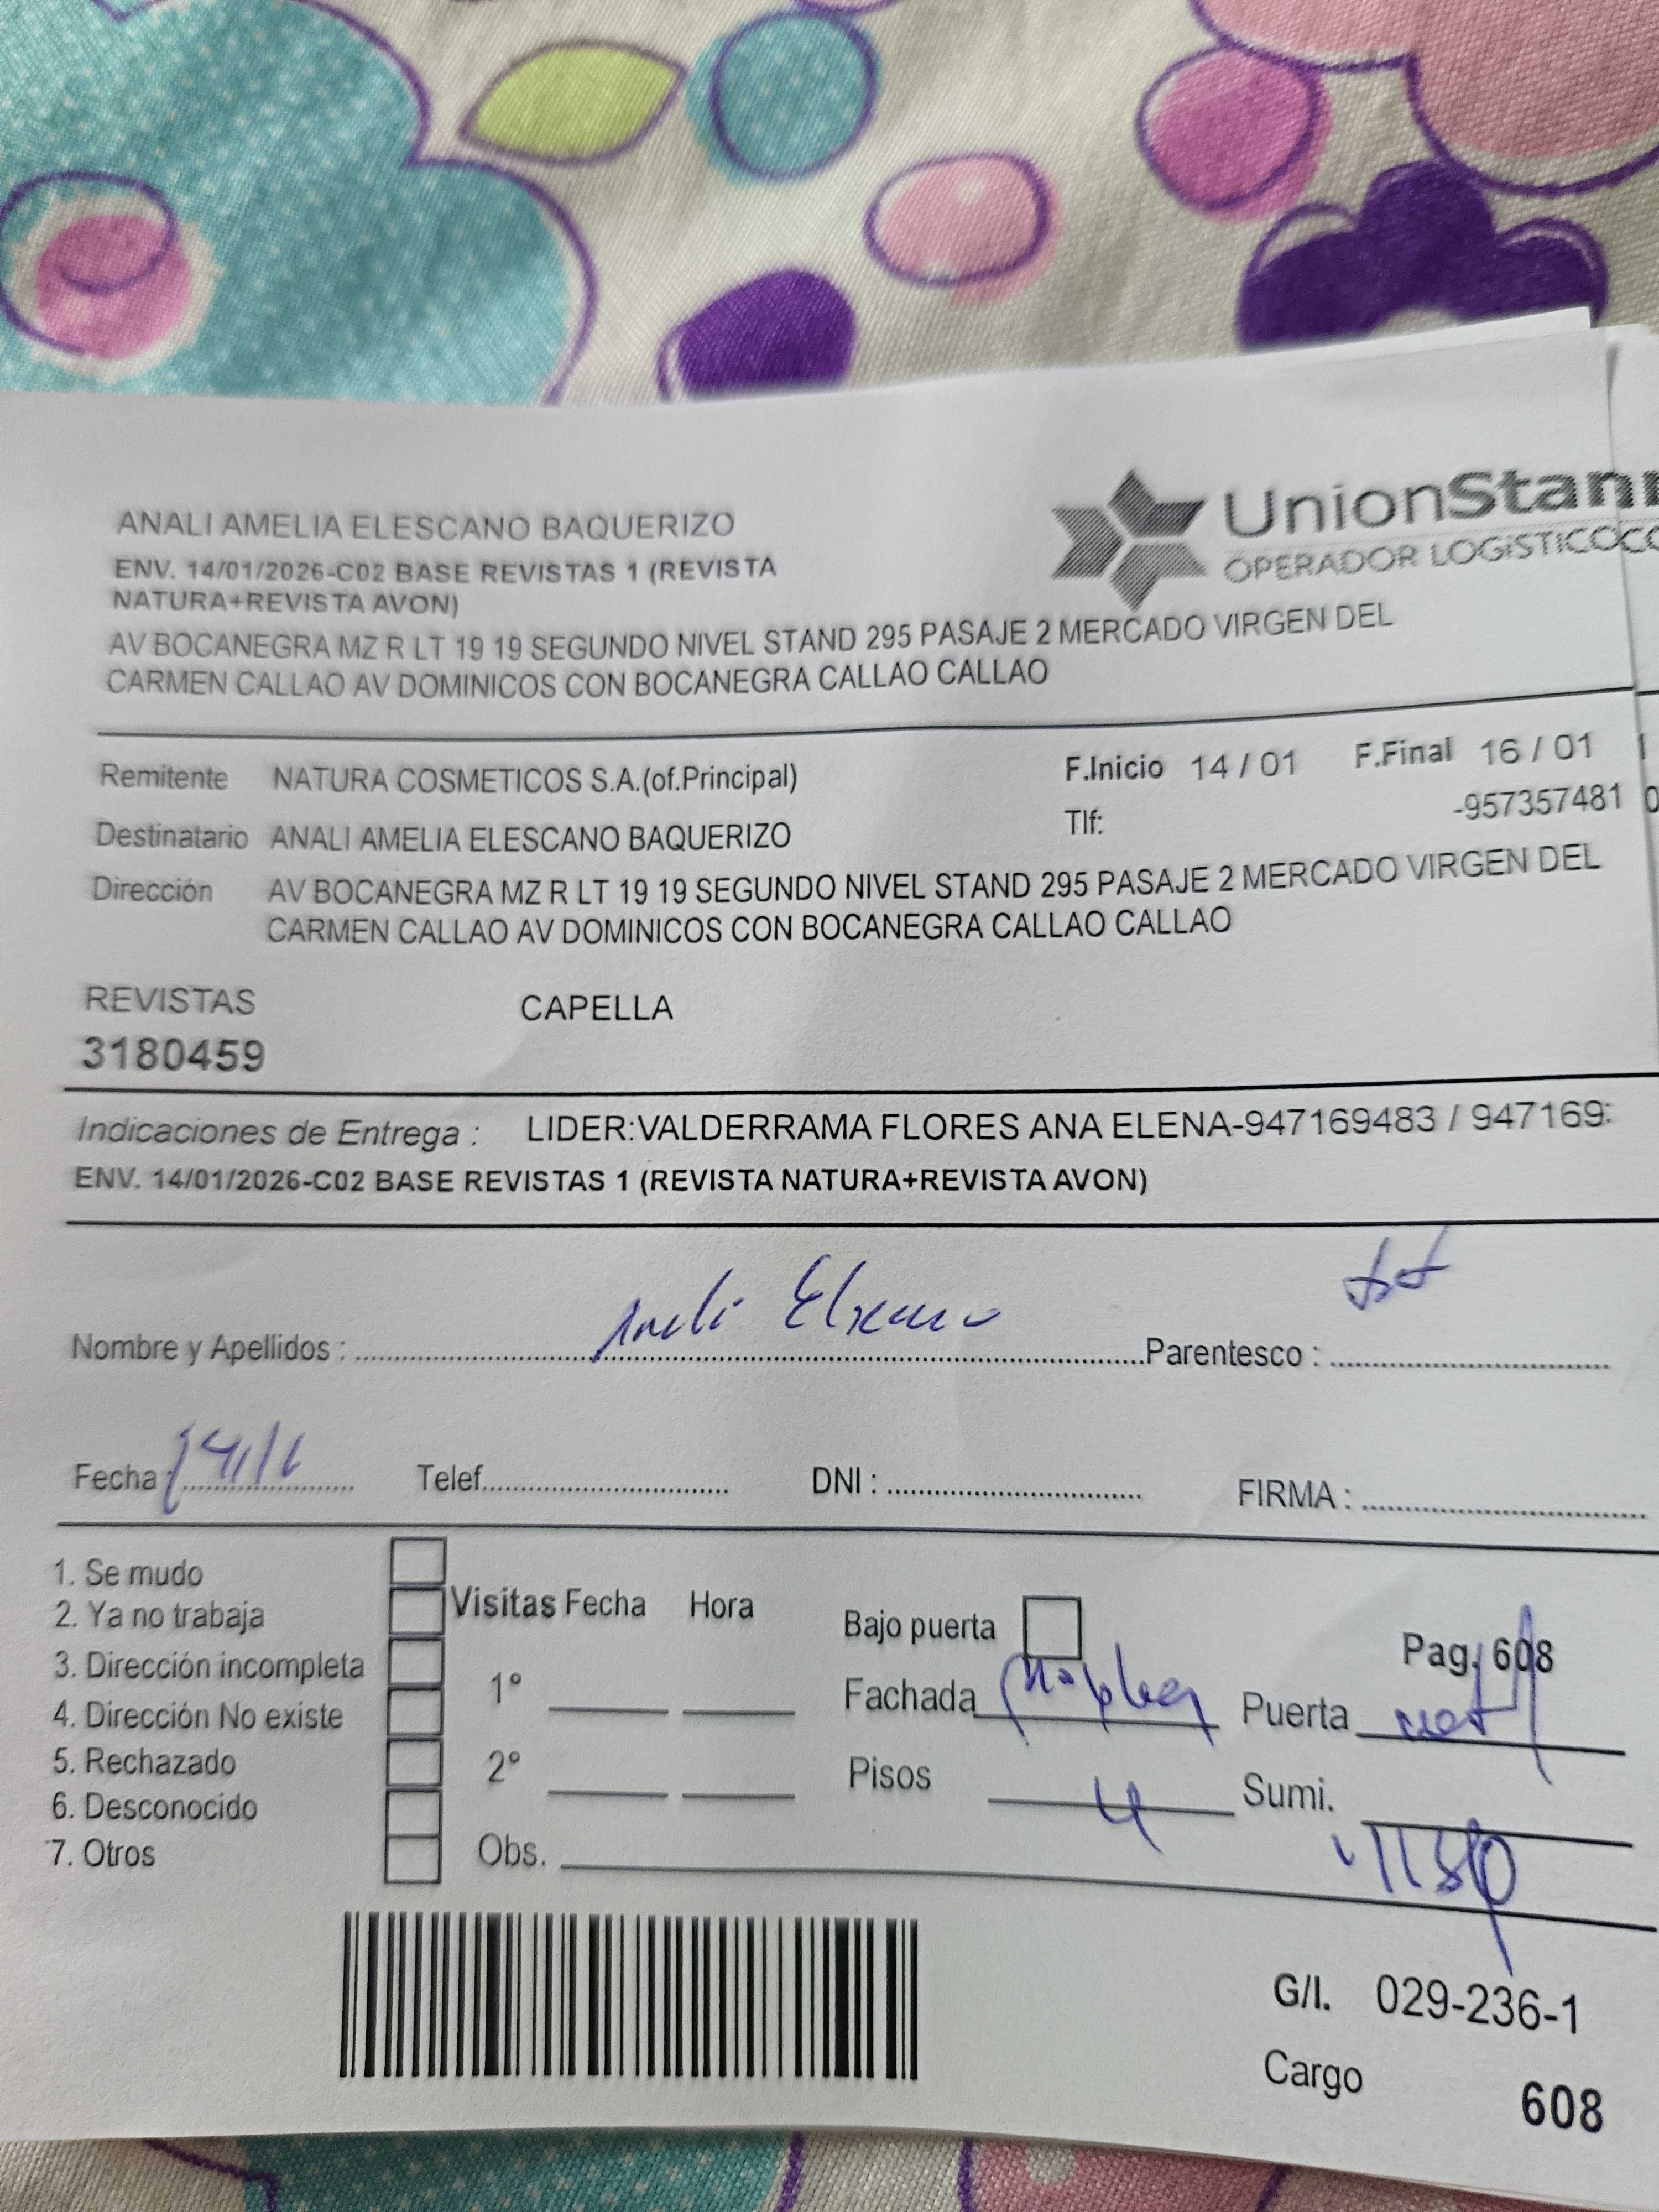 ANALI AMELIA ELESCANO BAQUERIZO
ENV. 14/01/2026-C02 BASE REVISTAS 1 (REVISTA
NATURA+REVISTA AVON)
AV BOCANEGRA MZ R LT 19 19 SEGUNDO NIVEL STAND 295 PASAJE 2 MERCADO VIRGEN DEL
CARMEN CALLAO AV DOMINICOS CON BOCANEGRA CALLAO CALLAO
UnionStan
OPERADOR LOGISTICO
Remitente NATURA COSMETICOS S.A.(of.Principal) F.Inicio 14 / 01 F.Final 16 / 01
Destinatario ANALI AMELIA ELESCANO BAQUERIZO Tlf: -957357481
Dirección AV BOCANEGRA MZ R LT 19 19 SEGUNDO NIVEL STAND 295 PASAJE 2 MERCADO VIRGEN DEL
CARMEN CALLAO AV DOMINICOS CON BOCANEGRA CALLAO CALLAO
REVISTAS CAPELLA
3180459
Indicaciones de Entrega : LIDER:VALDERRAMA FLORES ANA ELENA-947169483 / 947169
ENV. 14/01/2026-C02 BASE REVISTAS 1 (REVISTA NATURA+REVISTA AVON)
Nombre y Apellidos : Anali Elescano Parentesco : tit
Fecha : 14/1 Telef. DNI : FIRMA :
1. Se mudo
2. Ya no trabaja
3. Dirección incompleta
4. Dirección No existe
5. Rechazado
6. Desconocido
7. Otros
Visitas Fecha Hora
1°
2°
Obs.
Bajo puerta Pag. 608
Fachada Puerta met
Pisos 4 Sumi.
G/I. 029-236-1
Cargo 608